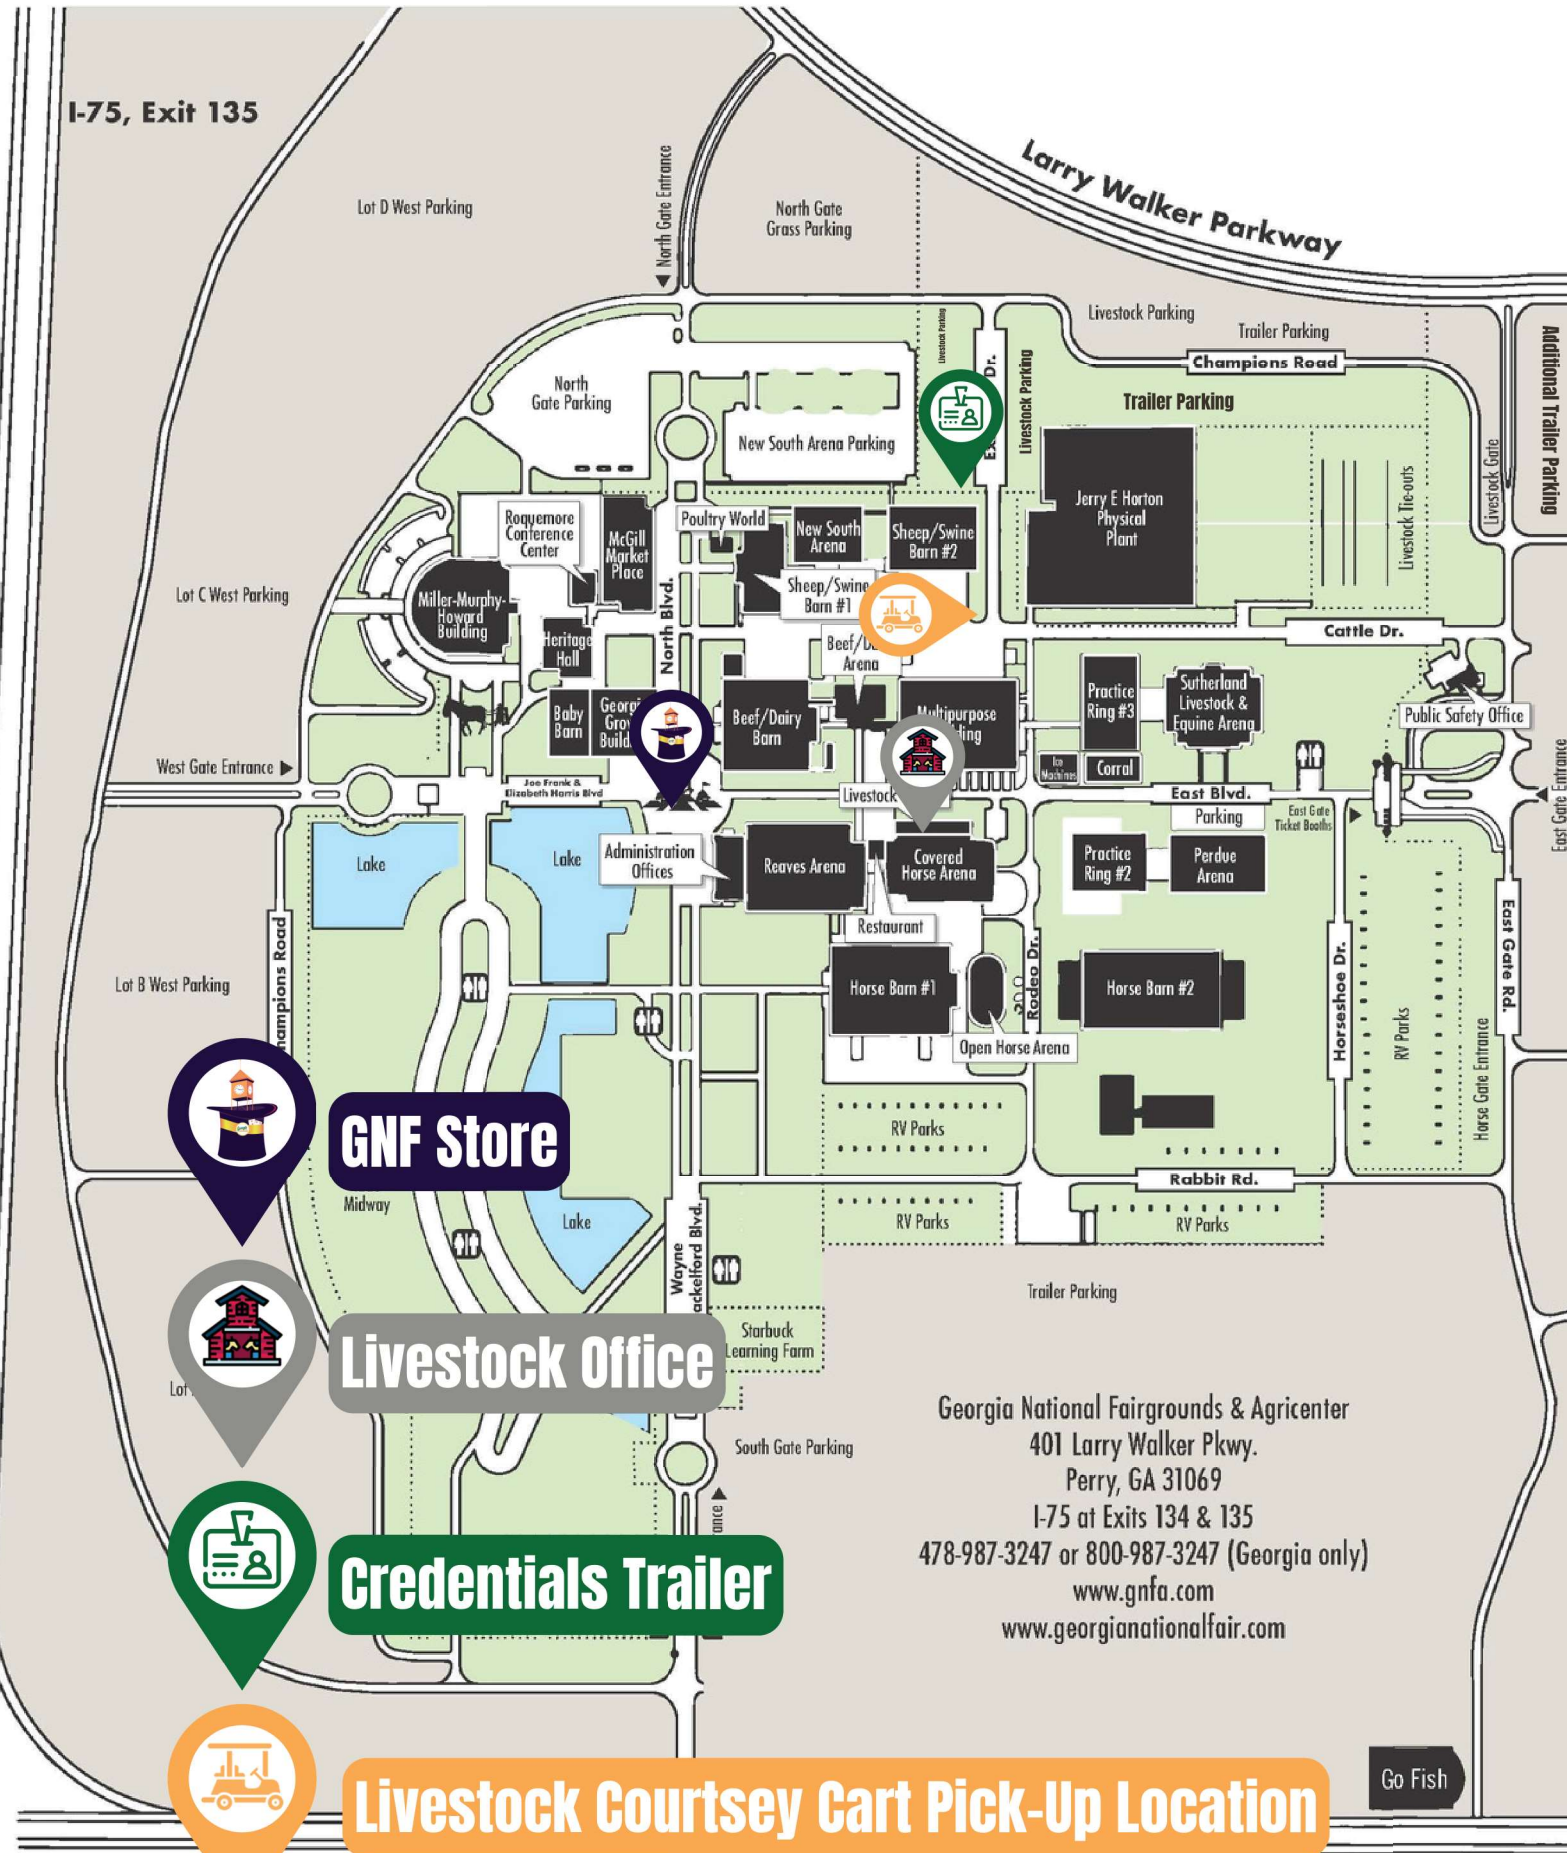 I-75, Exit 135
Larry Walker Parkway
Lot D West Parking
North Gate Entrance
North Gate
Grass Parking
Livestock Parking
Livestock Parking
Trailer Parking
Champions Road
Additional Trailer Parking
Dr.
Livestock Parking
Trailer Parking
North
Gate Parking
New South Arena Parking
Livestock Gate
Livestock Tie-outs
Jerry E Horton
Physical
Plant
Roquemore
Conference
Center
McGill
Market
Place
Poultry World
New South
Arena
Sheep/Swine
Barn #2
Sheep/Swine
Barn #1
Lot C West Parking
Miller-Murphy-
Howard
Building
Heritage
Hall
North Blvd.
Arena
Cattle Dr.
Baby
Barn
Beef/Dairy
Barn
Multipurpose
Practice
Ring #3
Sutherland
Livestock &
Equine Arena
Public Safety Office
West Gate Entrance
Joe Frank &
Elizabeth Harris Blvd
Ice
Machines
Corral
Livestock
East Blvd.
Parking
East Gate
Ticket Booths
East Gate Entrance
Lake
Lake
Administration
Offices
Reaves Arena
Covered
Horse Arena
Practice
Ring #2
Perdue
Arena
Restaurant
Lot B West Parking
Horse Barn #1
Rodeo Dr.
Horse Barn #2
Horseshoe Dr.
East Gate Rd.
Open Horse Arena
RV Parks
Horse Gate Entrance
RV Parks
GNF Store
Rabbit Rd.
Midway
Lake
RV Parks
RV Parks
Wayne
Trailer Parking
Starbuck
Learning Farm
Livestock Office
Lot
South Gate Parking
Georgia National Fairgrounds & Agricenter
401 Larry Walker Pkwy.
Perry, GA 31069
I-75 at Exits 134 & 135
478-987-3247 or 800-987-3247 (Georgia only)
www.gnfa.com
www.georgianationalfair.com
Credentials Trailer
Go Fish
Livestock Courtsey Cart Pick-Up Location